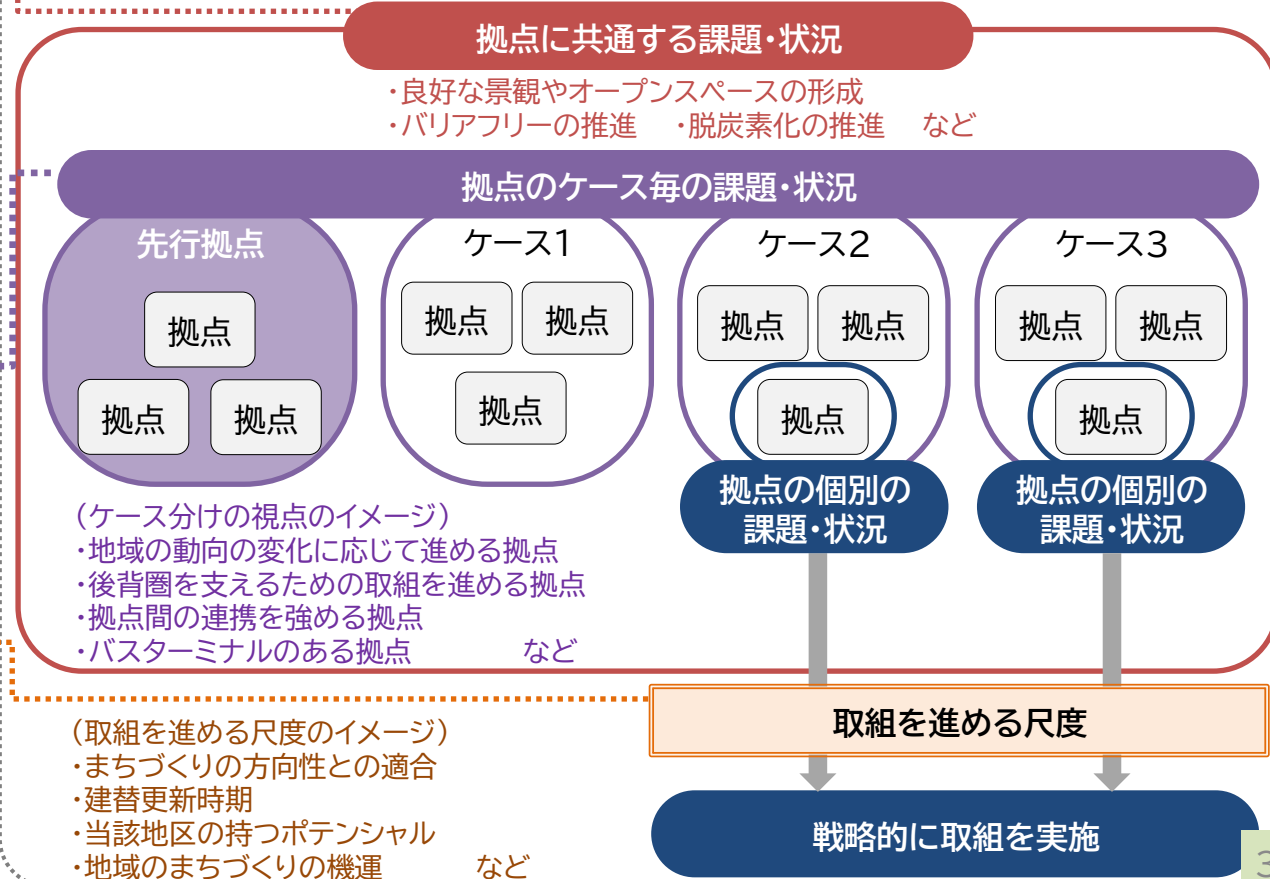 拠点に共通する課題・状況
・良好な景観やオープンスペースの形成
・バリアフリーの推進　・脱炭素化の推進　など
拠点のケース毎の課題・状況
先行拠点
拠点
拠点
拠点
ケース1
拠点
拠点
拠点
ケース2
拠点
拠点
拠点
ケース3
拠点
拠点
拠点
拠点の個別の
課題・状況
拠点の個別の
課題・状況
（ケース分けの視点のイメージ）
・地域の動向の変化に応じて進める拠点
・後背圏を支えるための取組を進める拠点
・拠点間の連携を強める拠点
・バスターミナルのある拠点　など
取組を進める尺度
（取組を進める尺度のイメージ）
・まちづくりの方向性との適合
・建替更新時期
・当該地区の持つポテンシャル
・地域のまちづくりの機運　など
戦略的に取組を実施